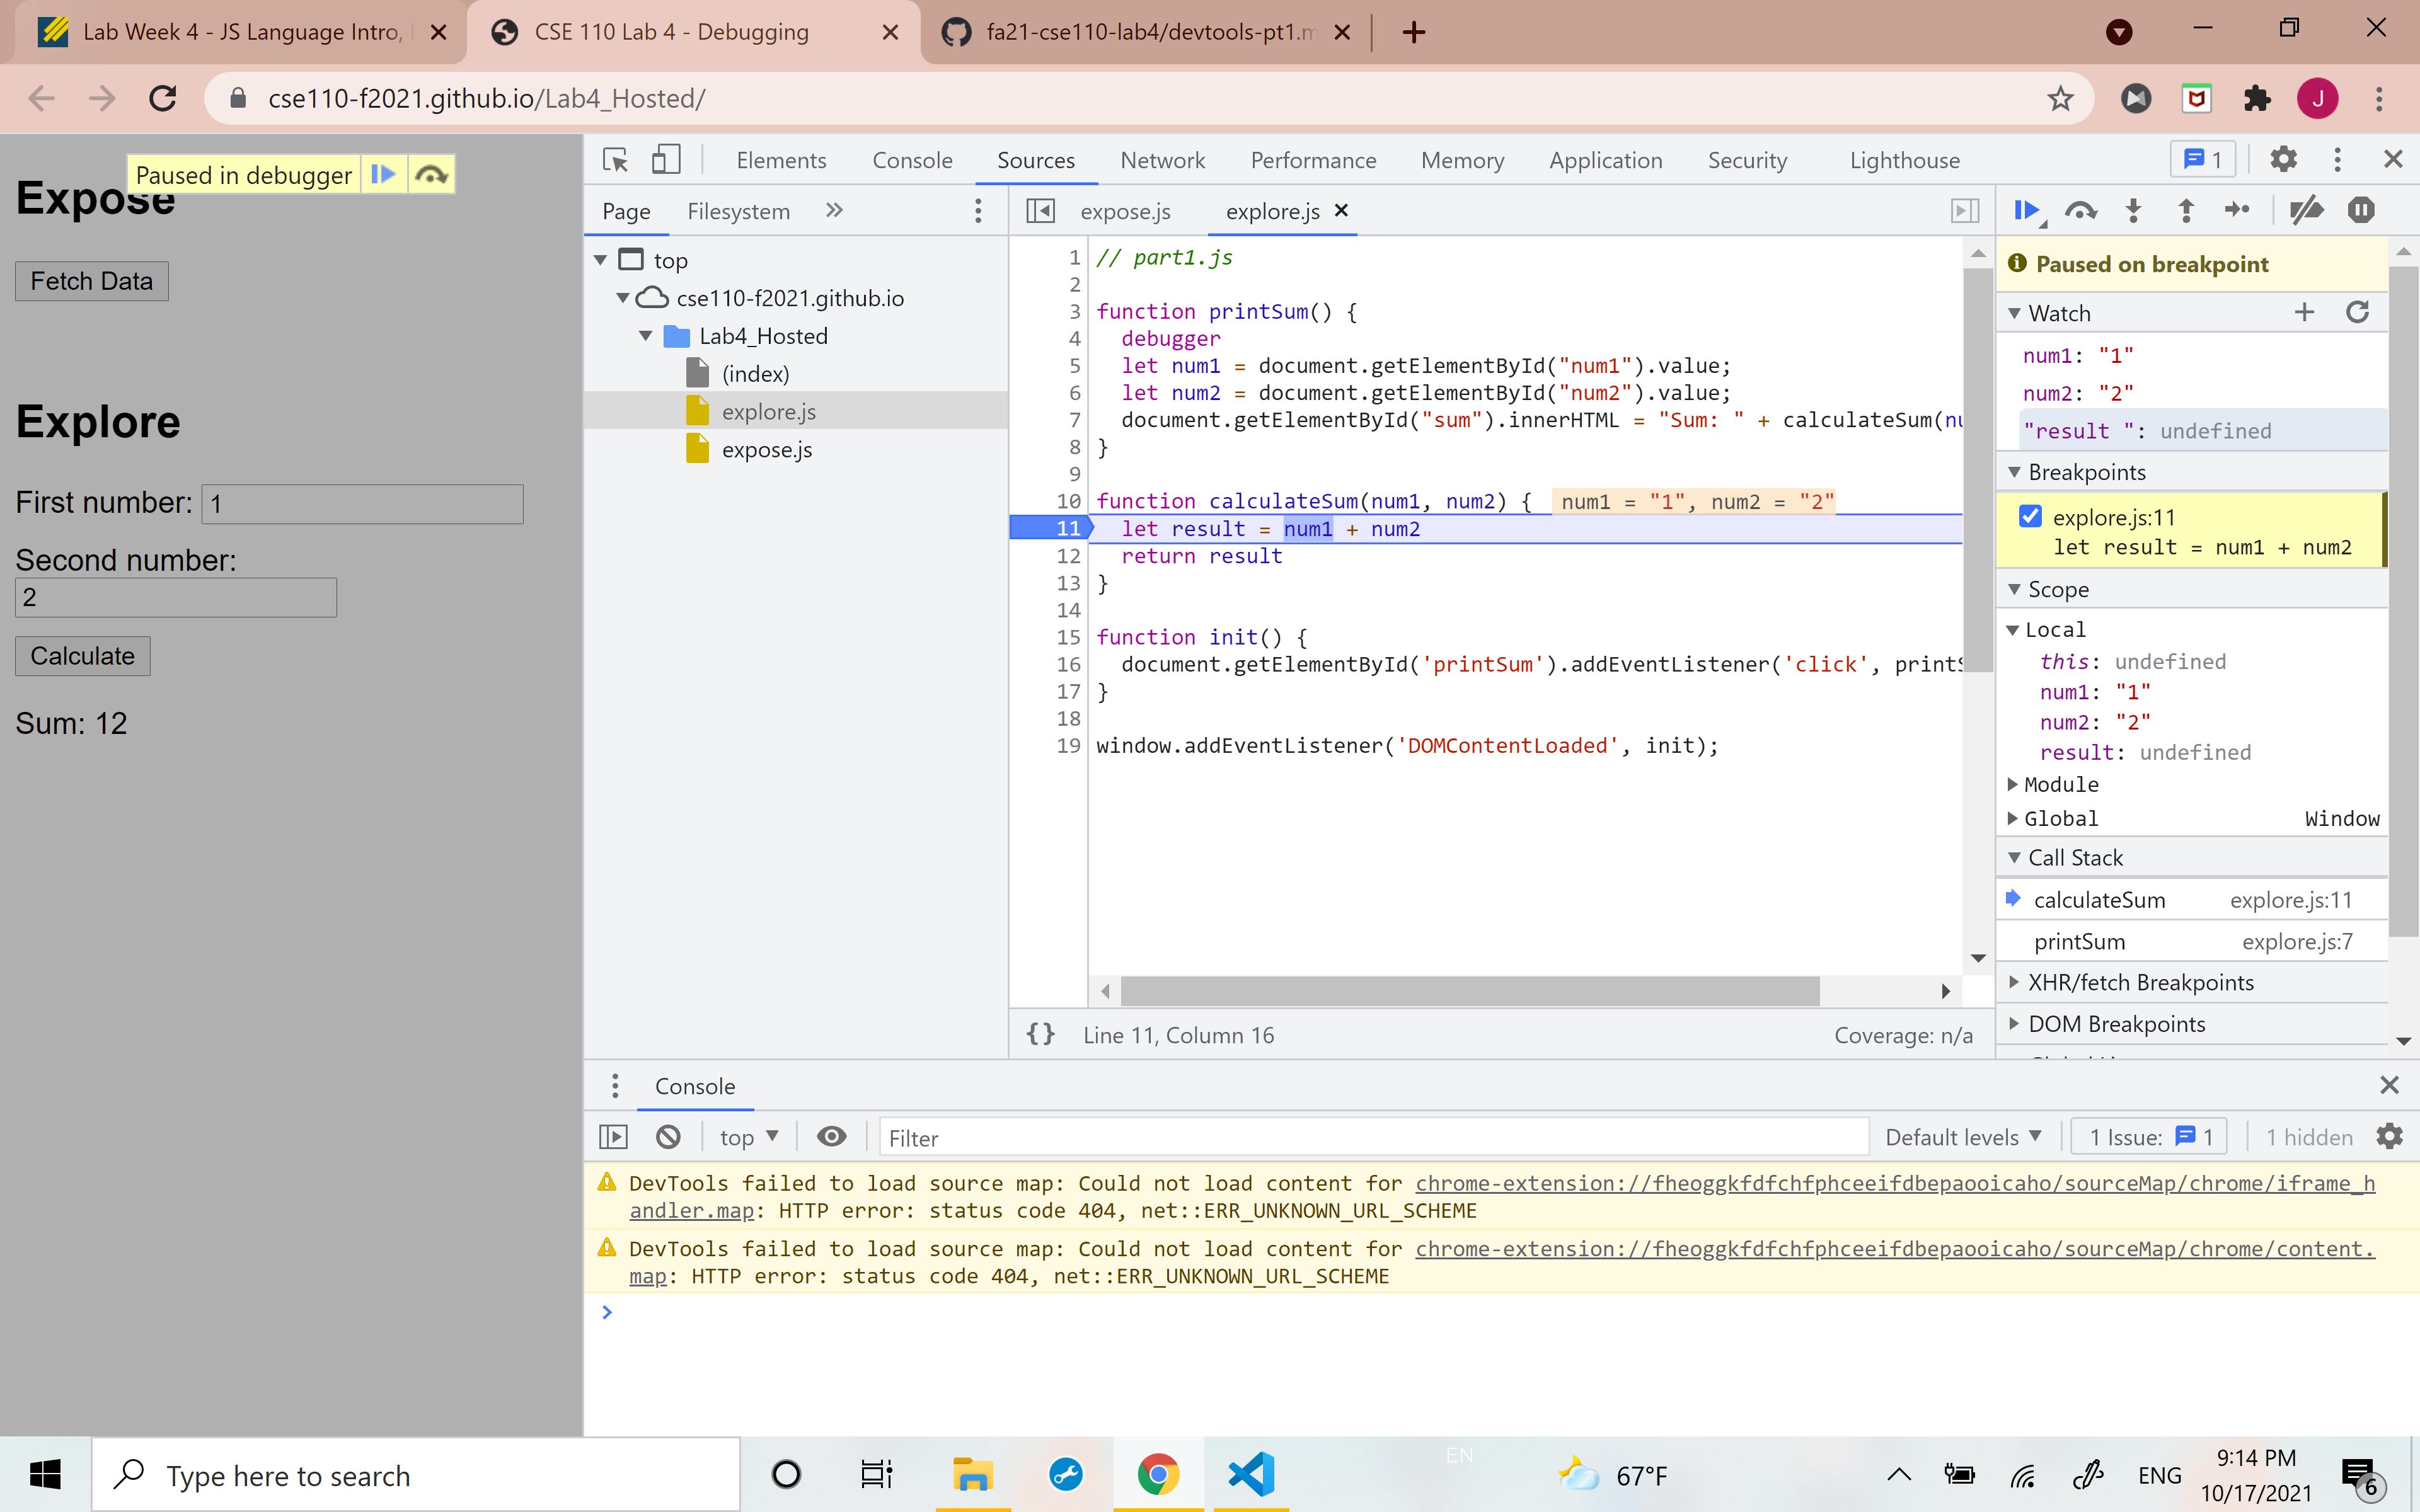 Lab Week 4 - JS Language Intro,
CSE 110 Lab 4 - Debugging
fa21-cse110-lab4/devtools-pt1.m
cse110-f2021.github.io/Lab4_Hosted/
J
Paused in debugger
Expose
Fetch Data
Explore
First number: 1
Second number:
2
Calculate
Sum: 12
Elements Console Sources Network Performance Memory Application Security Lighthouse 1
Page Filesystem
top
cse110-f2021.github.io
Lab4_Hosted
(index)
explore.js
expose.js
expose.js explore.js
1 // part1.js
2
3 function printSum() {
4 debugger
5 let num1 = document.getElementById("num1").value;
6 let num2 = document.getElementById("num2").value;
7 document.getElementById("sum").innerHTML = "Sum: " + calculateSum(nu
8 }
9
10 function calculateSum(num1, num2) { num1 = "1", num2 = "2"
11 let result = num1 + num2
12 return result
13 }
14
15 function init() {
16 document.getElementById('printSum').addEventListener('click', printS
17 }
18
19 window.addEventListener('DOMContentLoaded', init);
{} Line 11, Column 16 Coverage: n/a
Paused on breakpoint
Watch
num1: "1"
num2: "2"
"result ": undefined
Breakpoints
explore.js:11
let result = num1 + num2
Scope
Local
this: undefined
num1: "1"
num2: "2"
result: undefined
Module
Global Window
Call Stack
calculateSum explore.js:11
printSum explore.js:7
XHR/fetch Breakpoints
DOM Breakpoints
Console
top Filter Default levels 1 Issue: 1 1 hidden
DevTools failed to load source map: Could not load content for chrome-extension://fheoggkfdfchfphceeifdbepaooicaho/sourceMap/chrome/iframe_h
andler.map: HTTP error: status code 404, net::ERR_UNKNOWN_URL_SCHEME
DevTools failed to load source map: Could not load content for chrome-extension://fheoggkfdfchfphceeifdbepaooicaho/sourceMap/chrome/content.
map: HTTP error: status code 404, net::ERR_UNKNOWN_URL_SCHEME
Type here to search
EN
67°F
ENG
9:14 PM
10/17/2021
6